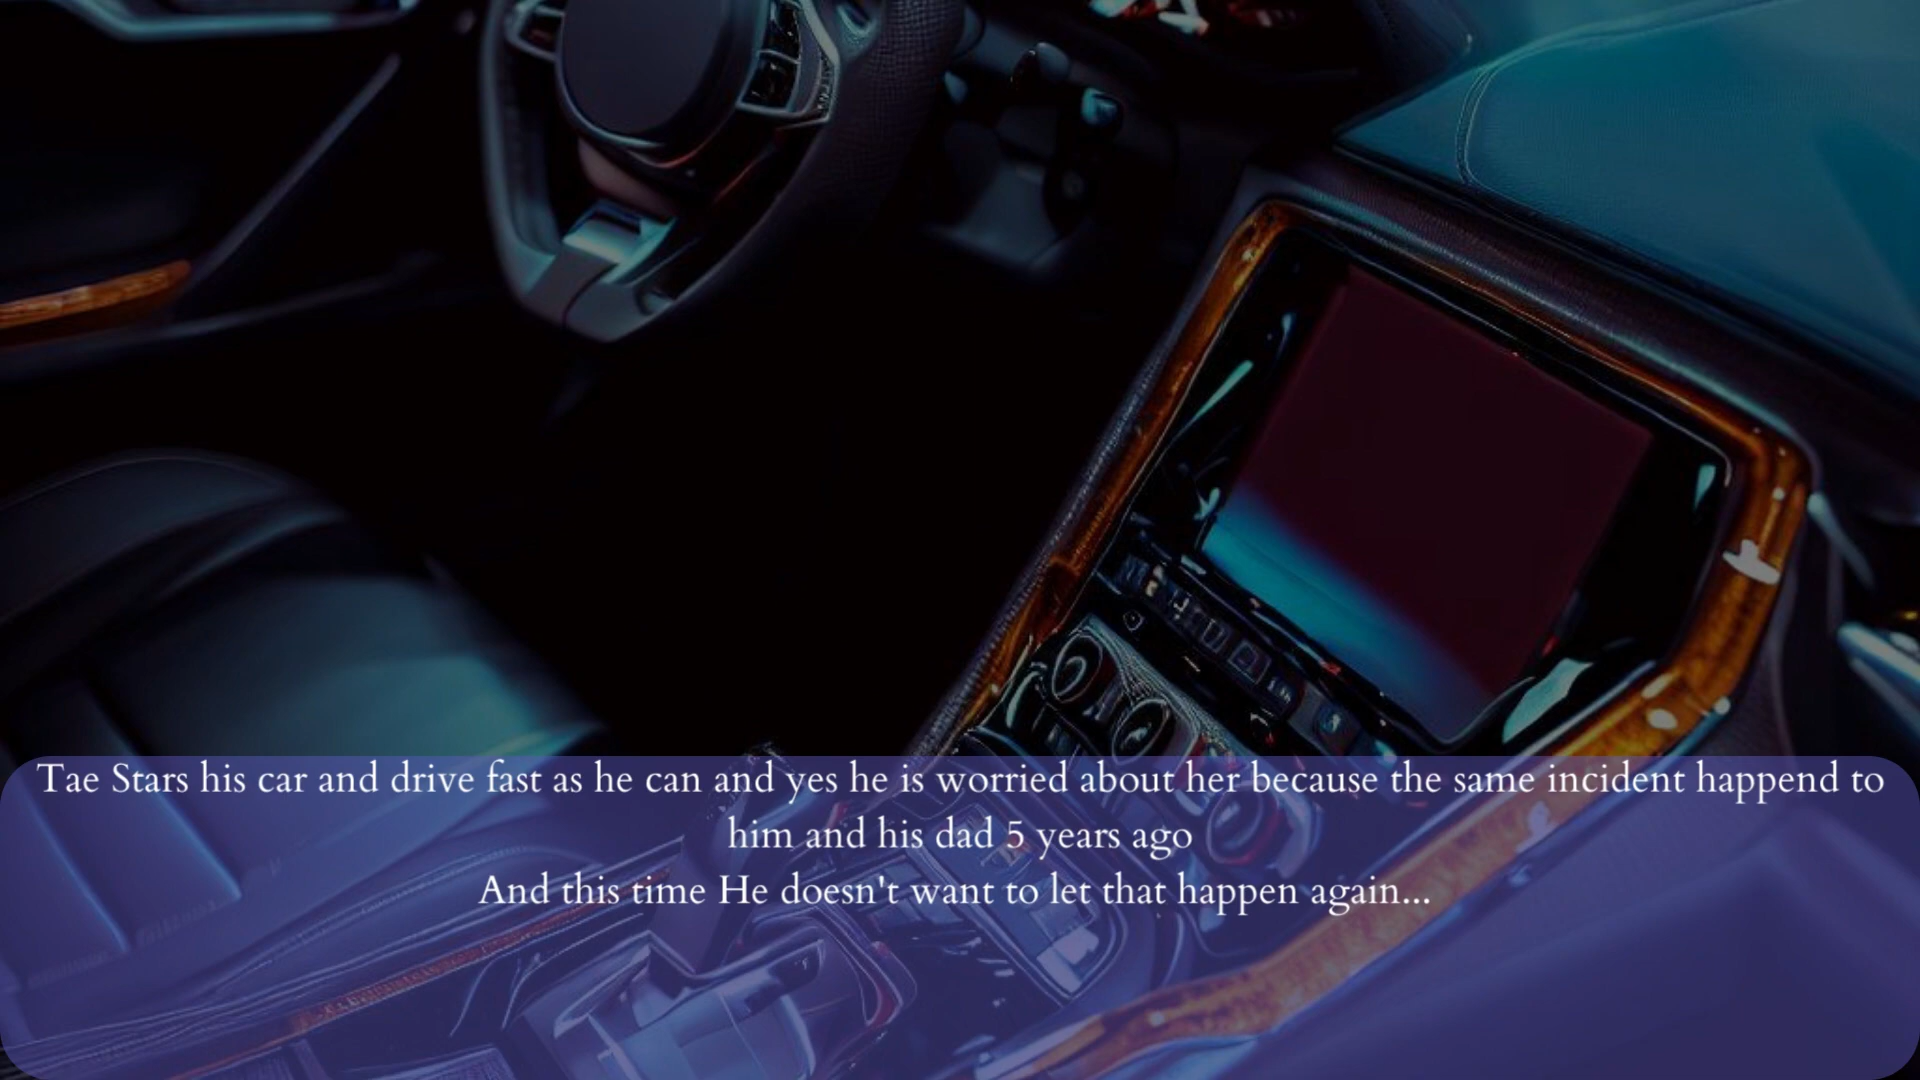 Tae Stars his car and drive fast as he can and yes he is worried about her because the same incident happend to
him and his dad 5 years ago
And this time He doesn't want to let that happen again...